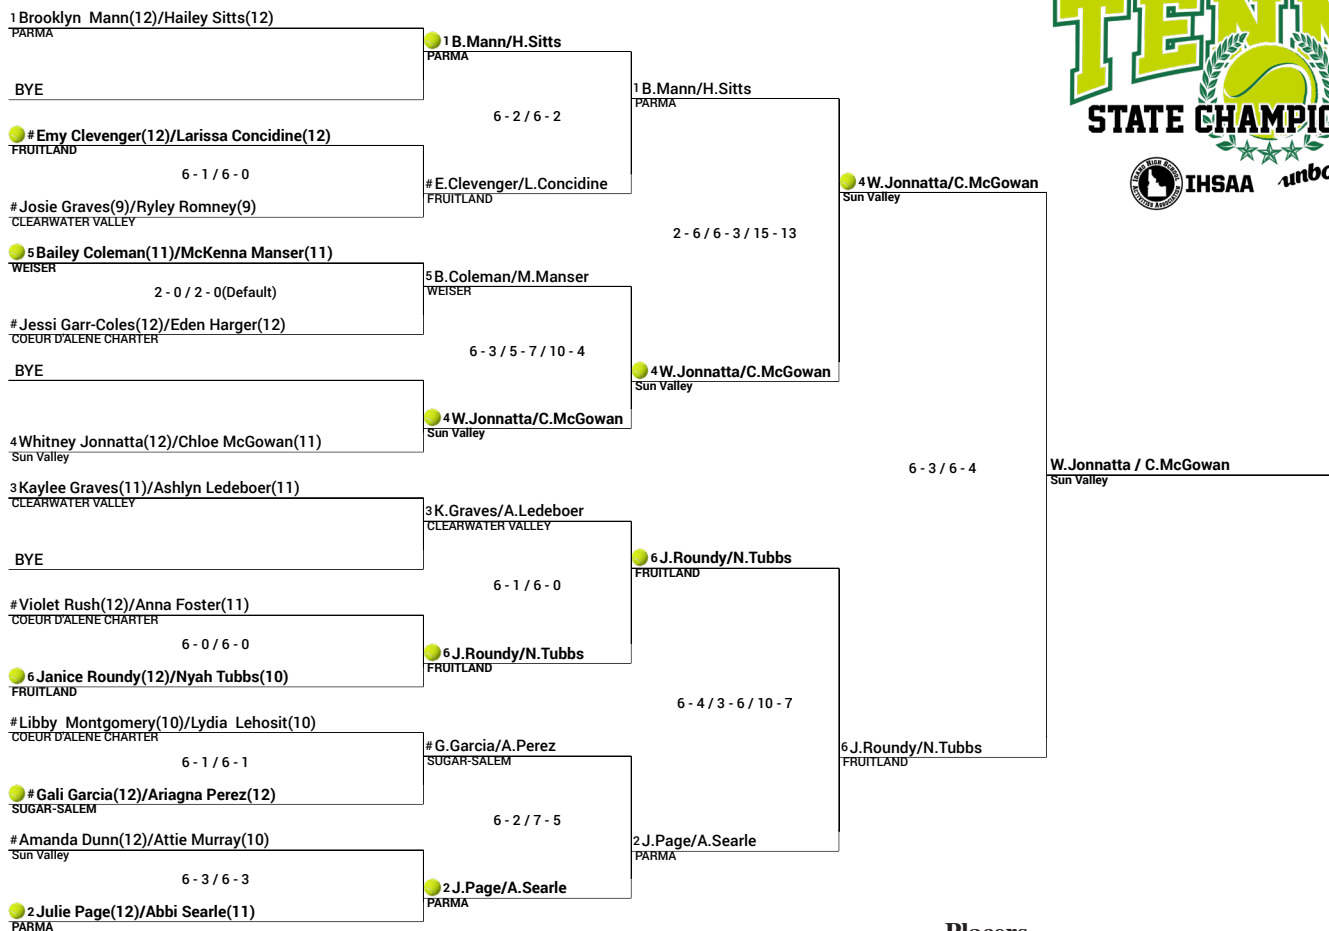 1 Brooklyn  Mann(12)/Hailey Sitts(12)
PARMA
BYE
# Emy Clevenger(12)/Larissa Concidine(12)
FRUITLAND
6 - 1 / 6 - 0
# Josie Graves(9)/Ryley Romney(9)
CLEARWATER VALLEY
5 Bailey Coleman(11)/McKenna Manser(11)
WEISER
2 - 0 / 2 - 0(Default)
# Jessi Garr-Coles(12)/Eden Harger(12)
COEUR D'ALENE CHARTER
BYE
4 Whitney Jonnatta(12)/Chloe McGowan(11)
Sun Valley
3 Kaylee Graves(11)/Ashlyn Ledeboer(11)
CLEARWATER VALLEY
BYE
# Violet Rush(12)/Anna Foster(11)
COEUR D'ALENE CHARTER
6 - 0 / 6 - 0
6 Janice Roundy(12)/Nyah Tubbs(10)
FRUITLAND
# Libby  Montgomery(10)/Lydia  Lehosit(10)
COEUR D'ALENE CHARTER
6 - 1 / 6 - 1
# Gali Garcia(12)/Ariagna Perez(12)
SUGAR-SALEM
# Amanda Dunn(12)/Attie Murray(10)
Sun Valley
6 - 3 / 6 - 3
2 Julie Page(12)/Abbi Searle(11)
PARMA
1 B.Mann/H.Sitts
PARMA
6 - 2 / 6 - 2
# E.Clevenger/L.Concidine
FRUITLAND
5 B.Coleman/M.Manser
WEISER
6 - 3 / 5 - 7 / 10 - 4
4 W.Jonnatta/C.McGowan
Sun Valley
3 K.Graves/A.Ledeboer
CLEARWATER VALLEY
6 - 1 / 6 - 0
6 J.Roundy/N.Tubbs
FRUITLAND
# G.Garcia/A.Perez
SUGAR-SALEM
6 - 2 / 7 - 5
2 J.Page/A.Searle
PARMA
1 B.Mann/H.Sitts
PARMA
2 - 6 / 6 - 3 / 15 - 13
4 W.Jonnatta/C.McGowan
Sun Valley
6 J.Roundy/N.Tubbs
FRUITLAND
6 - 4 / 3 - 6 / 10 - 7
2 J.Page/A.Searle
PARMA
4 W.Jonnatta/C.McGowan
Sun Valley
6 - 3 / 6 - 4
6 J.Roundy/N.Tubbs
FRUITLAND
W.Jonnatta / C.McGowan
Sun Valley
TENN
STATE CHAMPIO
IHSAA
Placers